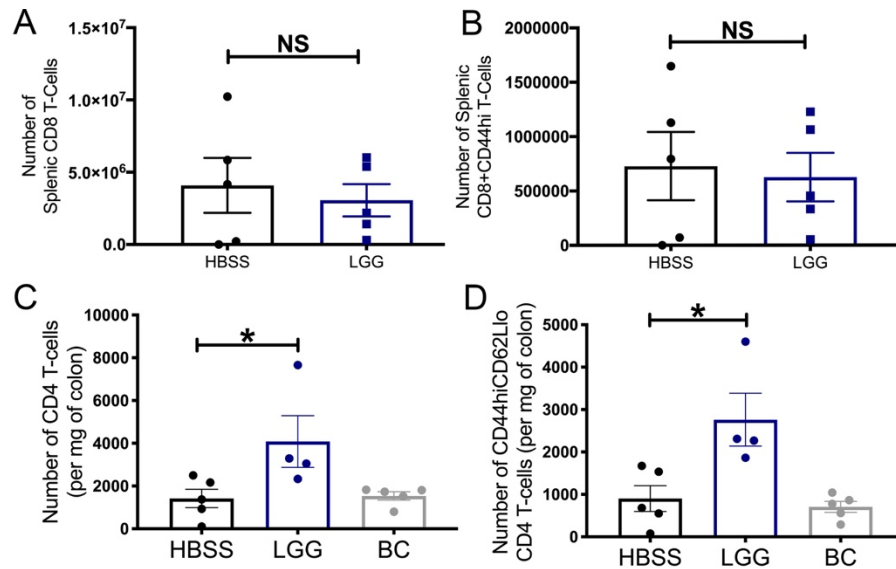 A
Number of
Splenic CD8 T-Cells
1.5×10⁷
1.0×10⁷
5.0×10⁶
0.0
NS
HBSS
LGG
B
Number of Splenic
CD8+CD44hi T-Cells
2000000
1500000
1000000
500000
0
NS
HBSS
LGG
C
Number of CD4 T-cells
(per mg of colon)
10000
8000
6000
4000
2000
0
*
HBSS
LGG
BC
D
Number of CD44hiCD62Llo
CD4 T-cells (per mg of colon)
5000
4000
3000
2000
1000
0
*
HBSS
LGG
BC